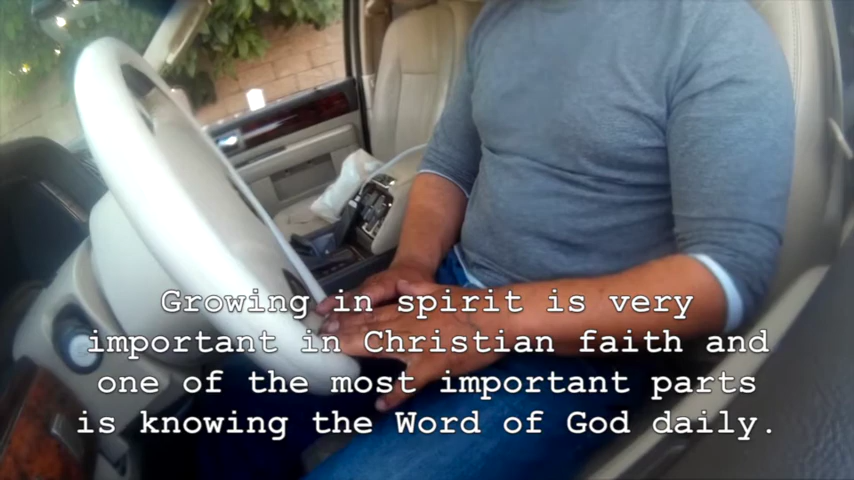 Growing in spirit is very
important in Christian faith and
one of the most important parts
is knowing the Word of God daily.